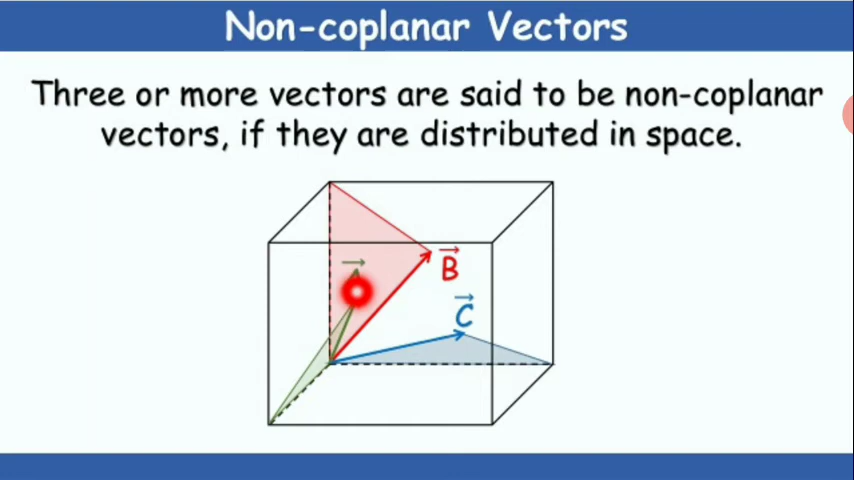 Non-coplanar Vectors
Three or more vectors are said to be non-coplanar
vectors, if they are distributed in space.
B
C